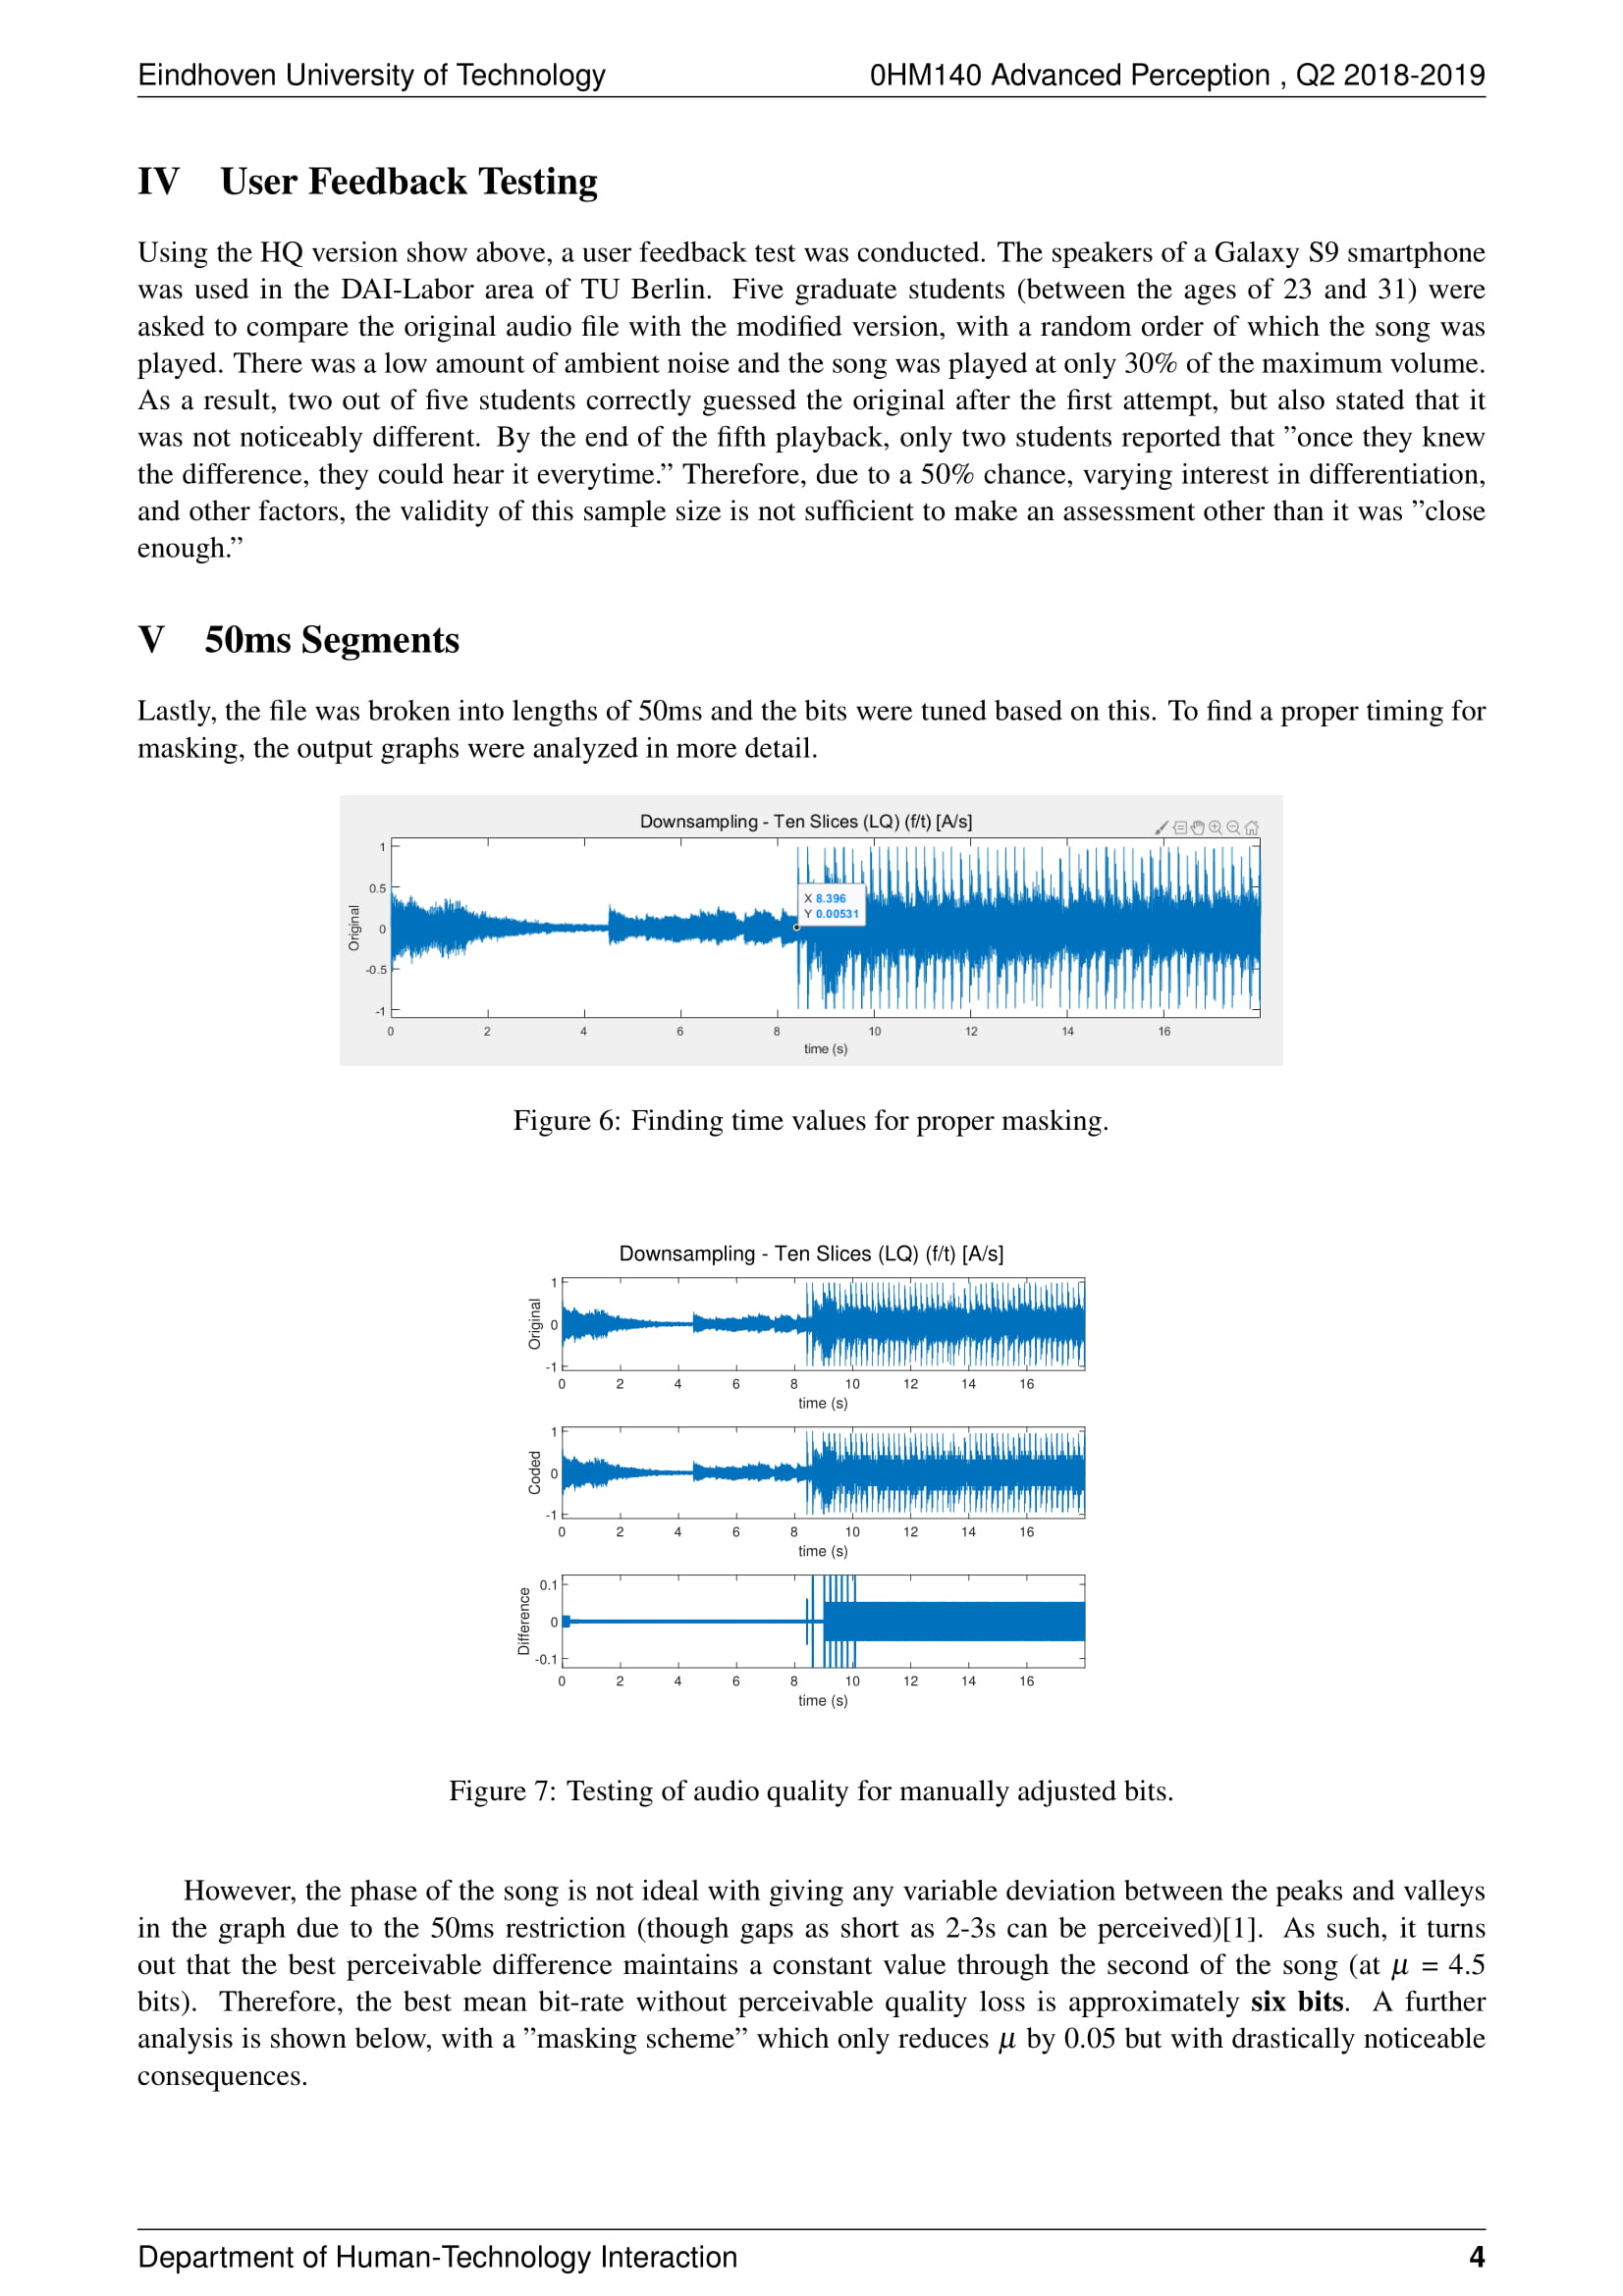 Eindhoven University of Technology 0HM140 Advanced Perception , Q2 2018-2019
IV User Feedback Testing
Using the HQ version show above, a user feedback test was conducted. The speakers of a Galaxy S9 smartphone
was used in the DAI-Labor area of TU Berlin. Five graduate students (between the ages of 23 and 31) were
asked to compare the original audio file with the modified version, with a random order of which the song was
played. There was a low amount of ambient noise and the song was played at only 30% of the maximum volume.
As a result, two out of five students correctly guessed the original after the first attempt, but also stated that it
was not noticeably different. By the end of the fifth playback, only two students reported that ”once they knew
the difference, they could hear it everytime.” Therefore, due to a 50% chance, varying interest in differentiation,
and other factors, the validity of this sample size is not sufficient to make an assessment other than it was ”close
enough.”
V 50ms Segments
Lastly, the file was broken into lengths of 50ms and the bits were tuned based on this. To find a proper timing for
masking, the output graphs were analyzed in more detail.
Downsampling - Ten Slices (LQ) (f/t) [A/s]
Original
1
0.5
0
-0.5
-1
X 8.396
Y 0.00531
0 2 4 6 8 10 12 14 16
time (s)
Figure 6: Finding time values for proper masking.
Downsampling - Ten Slices (LQ) (f/t) [A/s]
Original
1
0
-1
0 2 4 6 8 10 12 14 16
time (s)
Coded
1
0
-1
0 2 4 6 8 10 12 14 16
time (s)
Difference
0.1
0
-0.1
0 2 4 6 8 10 12 14 16
time (s)
Figure 7: Testing of audio quality for manually adjusted bits.
However, the phase of the song is not ideal with giving any variable deviation between the peaks and valleys
in the graph due to the 50ms restriction (though gaps as short as 2-3s can be perceived)[1]. As such, it turns
out that the best perceivable difference maintains a constant value through the second of the song (at μ = 4.5
bits). Therefore, the best mean bit-rate without perceivable quality loss is approximately six bits. A further
analysis is shown below, with a ”masking scheme” which only reduces μ by 0.05 but with drastically noticeable
consequences.
Department of Human-Technology Interaction 4